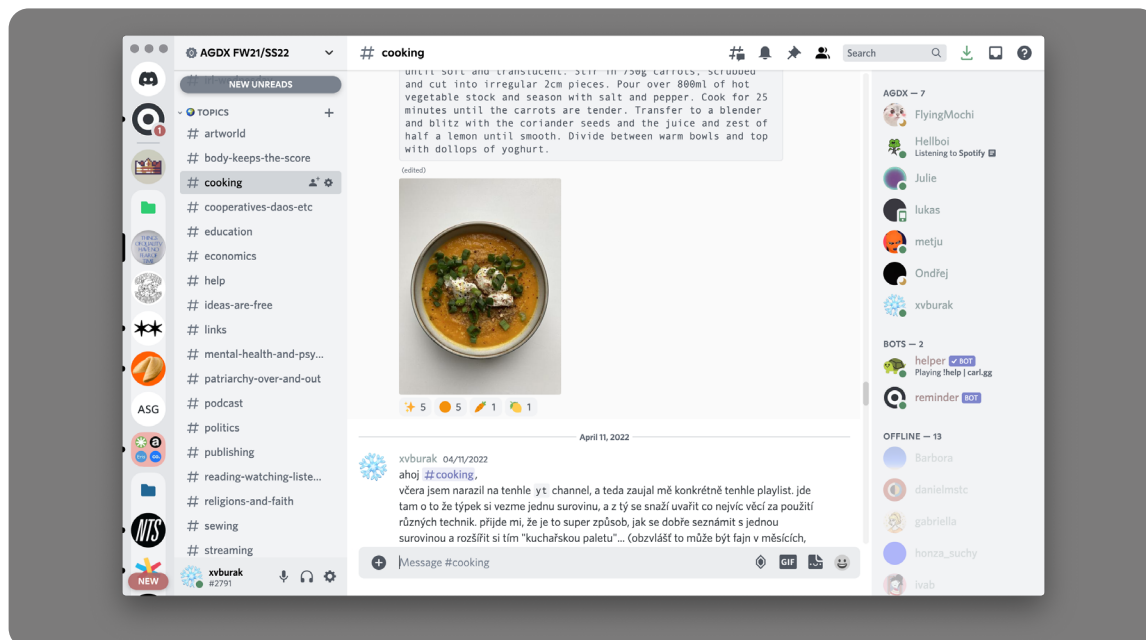 AGDX FW21/SS22
NEW UNREADS
TOPICS
# artworld
# body-keeps-the-score
# cooking
# cooperatives-daos-etc
# education
# economics
# help
# ideas-are-free
# links
# mental-health-and-psy...
# patriarchy-over-and-out
# podcast
# politics
# publishing
# reading-watching-liste...
# religions-and-faith
# sewing
# streaming
1
ASG
NTS
NEW
xvburak
#2791
# cooking
Search
until soft and translucent. Stir in 750g carrots, scrubbed
and cut into irregular 2cm pieces. Pour over 800ml of hot
vegetable stock and season with salt and pepper. Cook for 25
minutes until the carrots are tender. Transfer to a blender
and blitz with the coriander seeds and the juice and zest of
half a lemon until smooth. Divide between warm bowls and top
with dollops of yoghurt.
(edited)
5 5 1 1
April 11, 2022
xvburak 04/11/2022
ahoj #cooking,
včera jsem narazil na tenhle yt channel, a teda zaujal mě konkrétně tenhle playlist. jde
tam o to že týpek si vezme jednu surovinu, a z tý se snaží uvařit co nejvíc věcí za použití
různých technik. přijde mi, že je to super způsob, jak se dobře seznámit s jednou
surovinou a rozšířit si tím "kuchařskou paletu"... (obzvlášť to může být fajn v měsících,
Message #cooking
GIF
AGDX — 7
FlyingMochi
Hellboi
Listening to Spotify
Julie
lukas
metju
Ondřej
xvburak
BOTS — 2
helper ✔ BOT
Playing !help | carl.gg
reminder BOT
OFFLINE — 13
Barbora
danielmstc
gabriella
honza_suchy
ivab